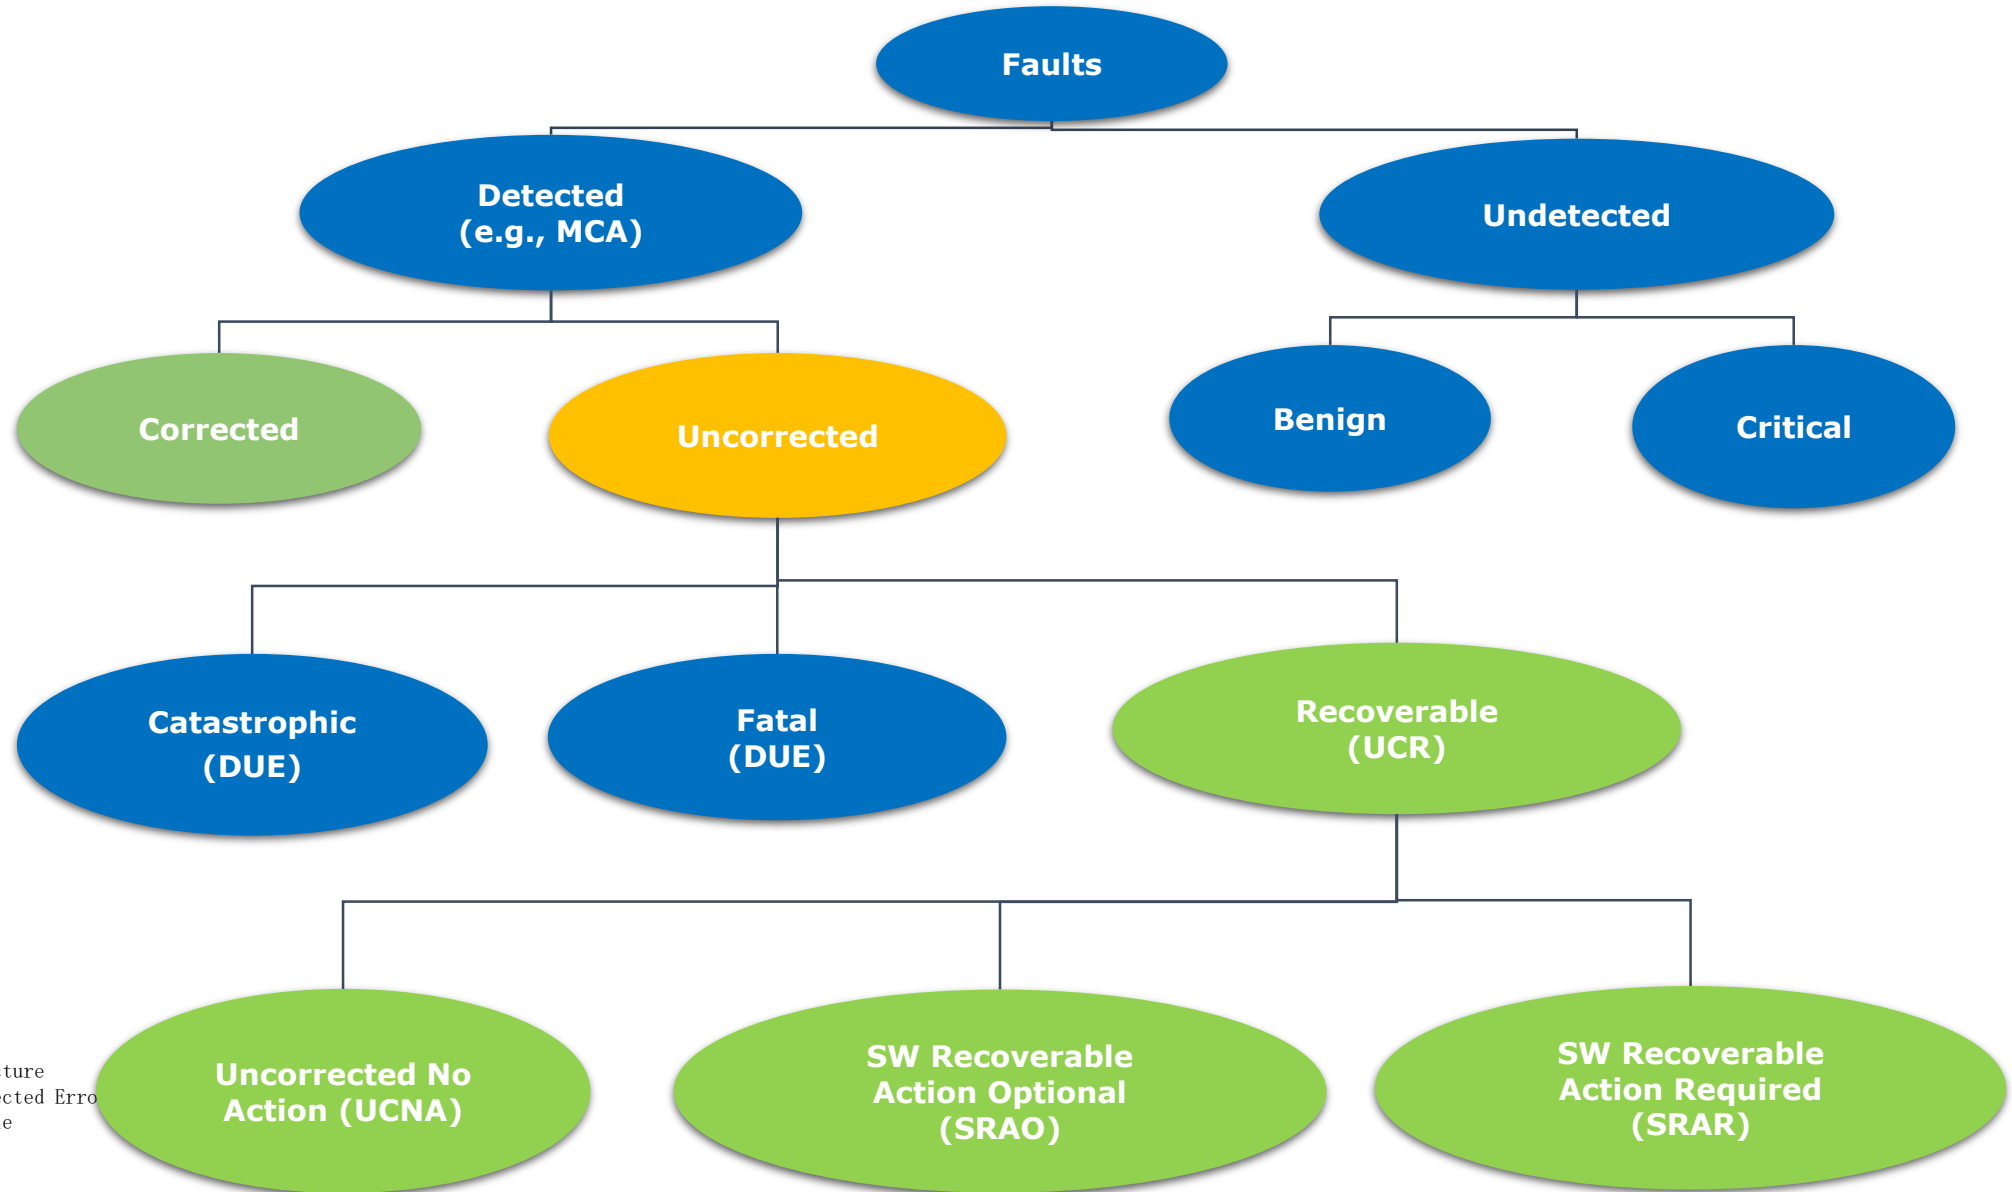 Faults
Detected
(e.g., MCA)
Undetected
Corrected
Uncorrected
Benign
Critical
Catastrophic
(DUE)
Fatal
(DUE)
Recoverable
(UCR)
Uncorrected No
Action (UCNA)
SW Recoverable
Action Optional
(SRAO)
SW Recoverable
Action Required
(SRAR)